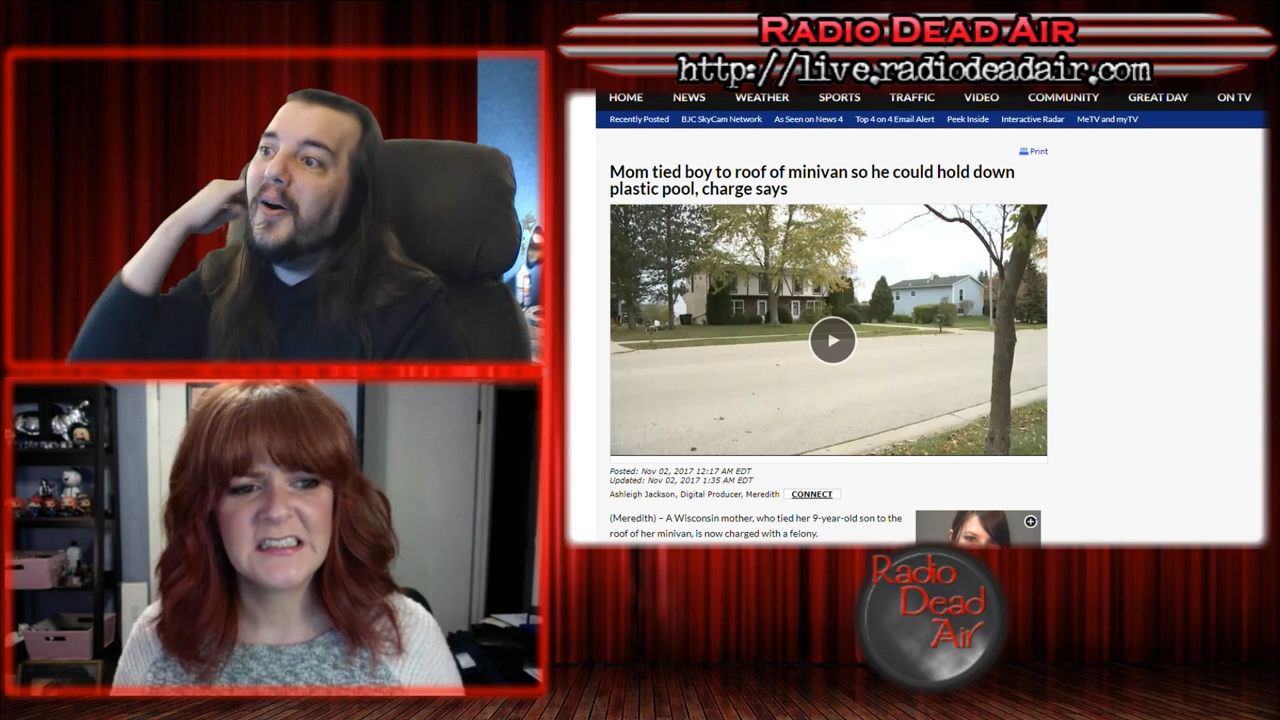 Radio Dead Air
http://live.radiodeadair.com
HOME NEWS WEATHER SPORTS TRAFFIC VIDEO COMMUNITY GREAT DAY ON TV
Recently Posted BJC SkyCam Network As Seen on News 4 Top 4 on 4 Email Alert Peek Inside Interactive Radar MeTV and myTV
Print
Mom tied boy to roof of minivan so he could hold down
plastic pool, charge says
Posted: Nov 02, 2017 12:17 AM EDT
Updated: Nov 02, 2017 1:35 AM EDT
Ashleigh Jackson, Digital Producer, Meredith CONNECT
(Meredith) – A Wisconsin mother, who tied her 9-year-old son to the
roof of her minivan, is now charged with a felony.
Radio
Dead
Air